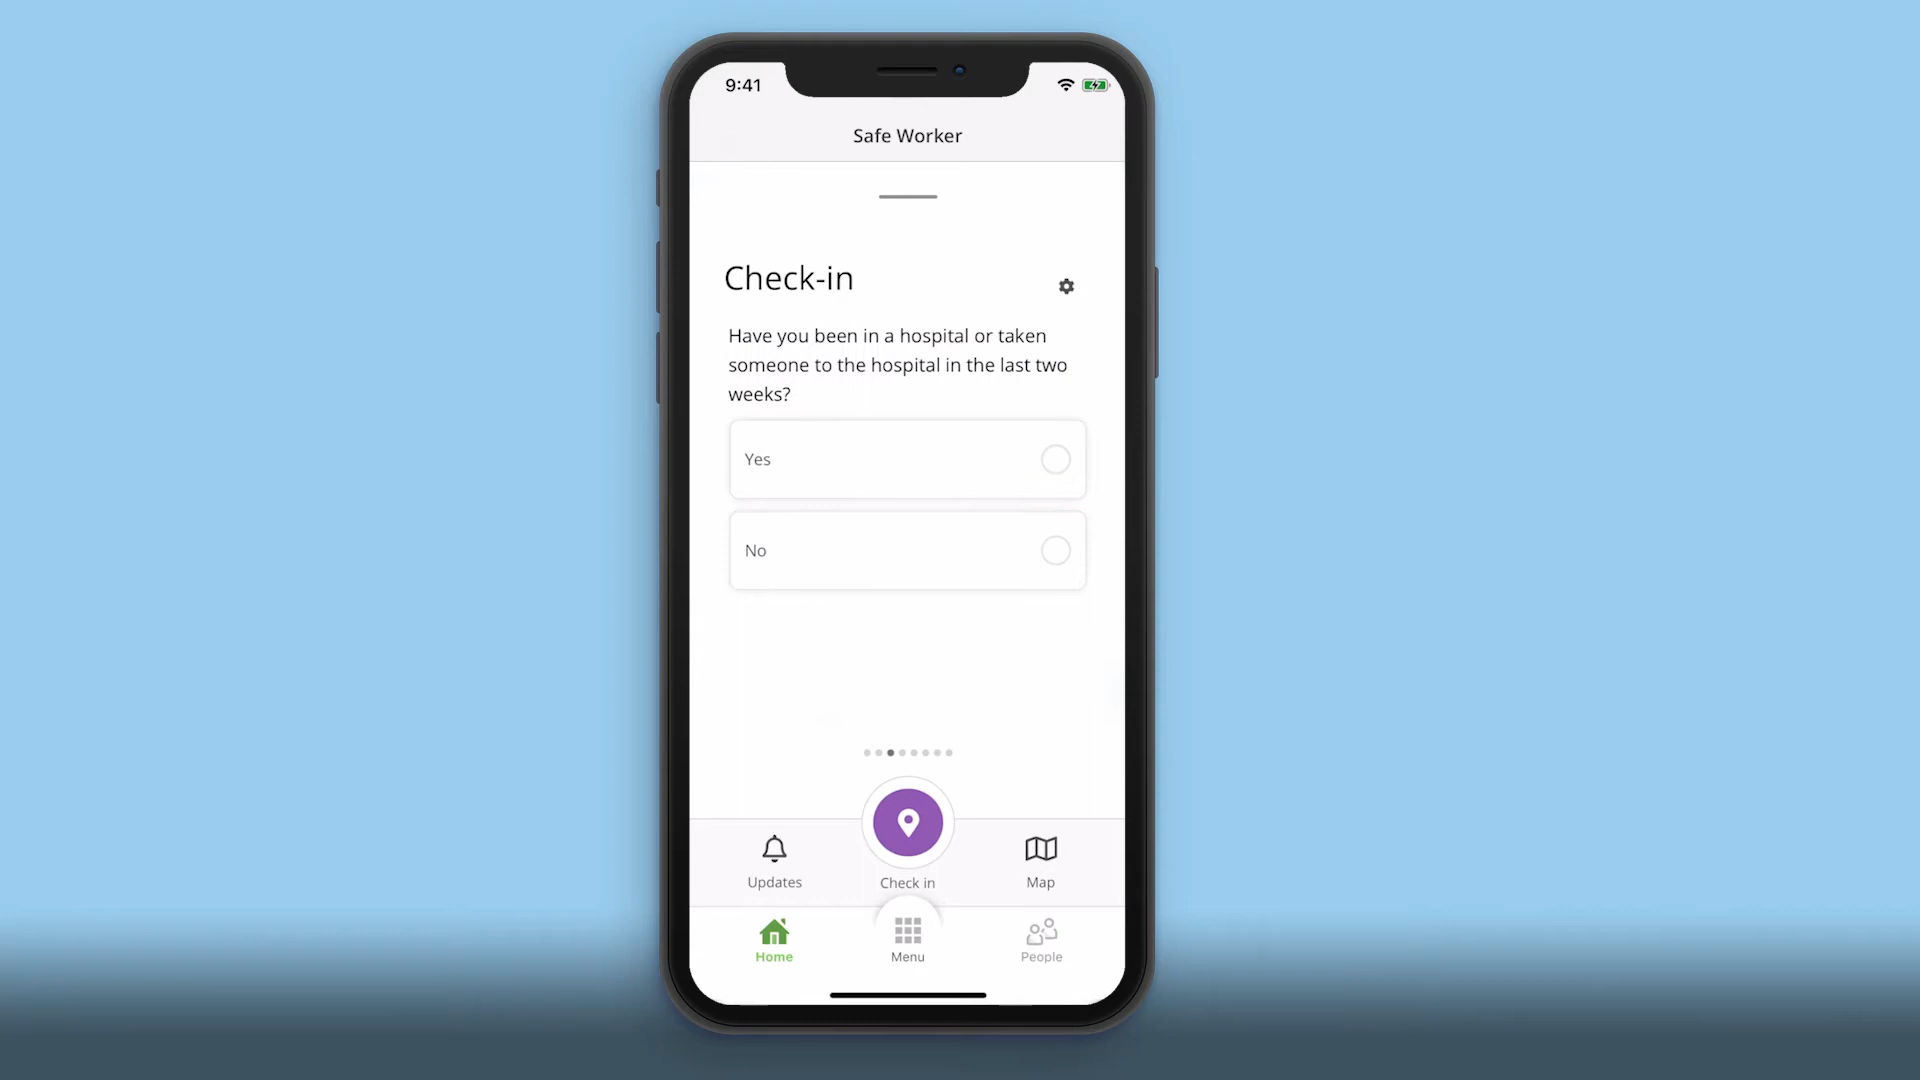 9:41
Safe Worker
Check-in
Have you been in a hospital or taken
someone to the hospital in the last two
weeks?
Yes
No
Updates
Check in
Map
Home
Menu
People